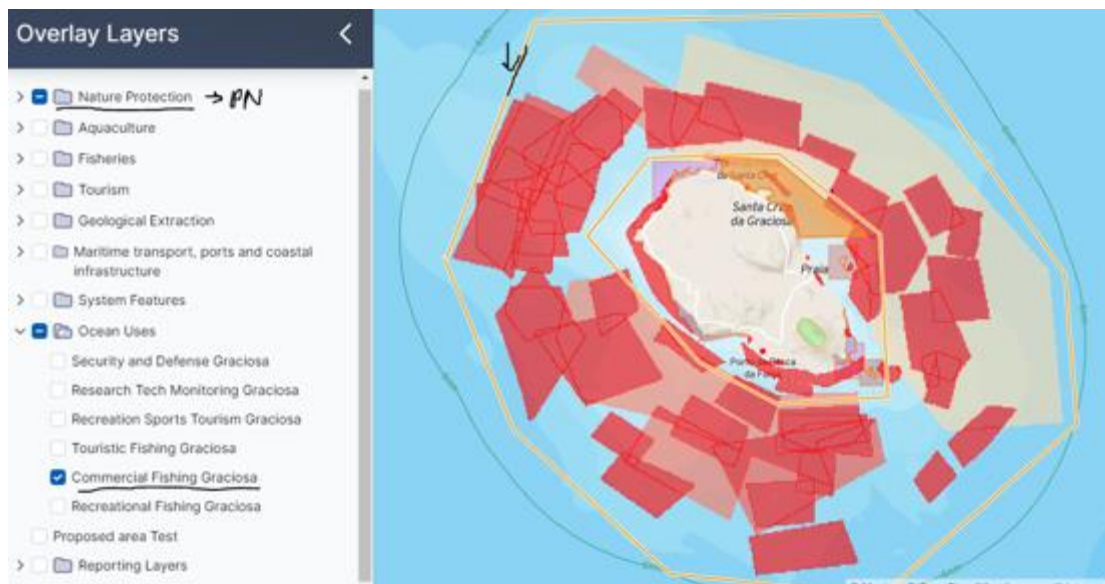 Overlay Layers
Nature Protection → PN
Aquaculture
Fisheries
Tourism
Geological Extraction
Maritime transport, ports and coastal
infrastructure
System Features
Ocean Uses
Security and Defense Graciosa
Research Tech Monitoring Graciosa
Recreation Sports Tourism Graciosa
Touristic Fishing Graciosa
Commercial Fishing Graciosa
Recreational Fishing Graciosa
Proposed area Test
Reporting Layers
Santa Cruz
da Graciosa
Praia